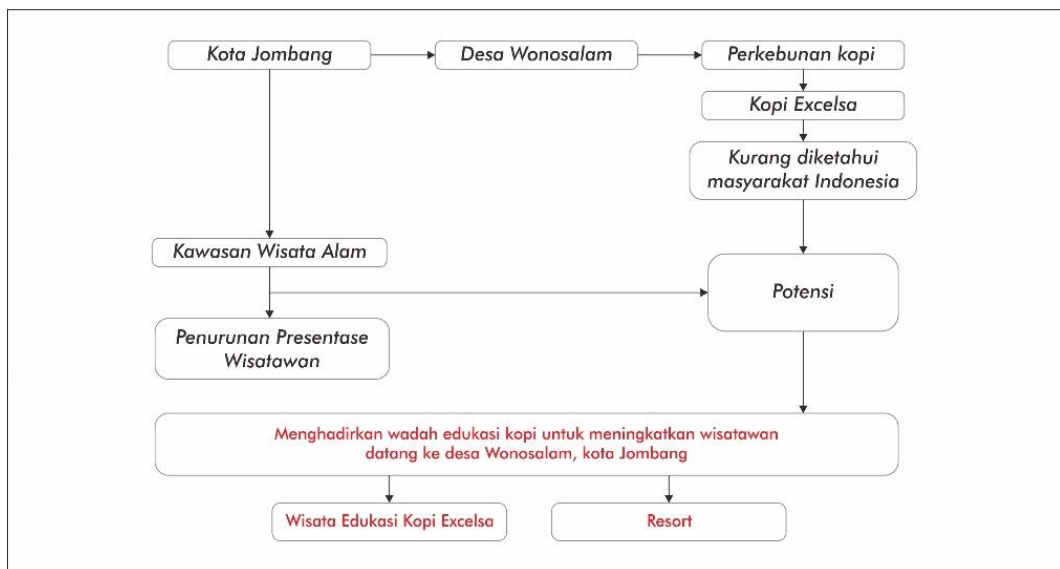 Kota Jombang
Desa Wonosalam
Perkebunan kopi
Kopi Excelsa
Kurang diketahui
masyarakat Indonesia
Kawasan Wisata Alam
Potensi
Penurunan Presentase
Wisatawan
Menghadirkan wadah edukasi kopi untuk meningkatkan wisatawan
datang ke desa Wonosalam, kota Jombang
Wisata Edukasi Kopi Excelsa
Resort